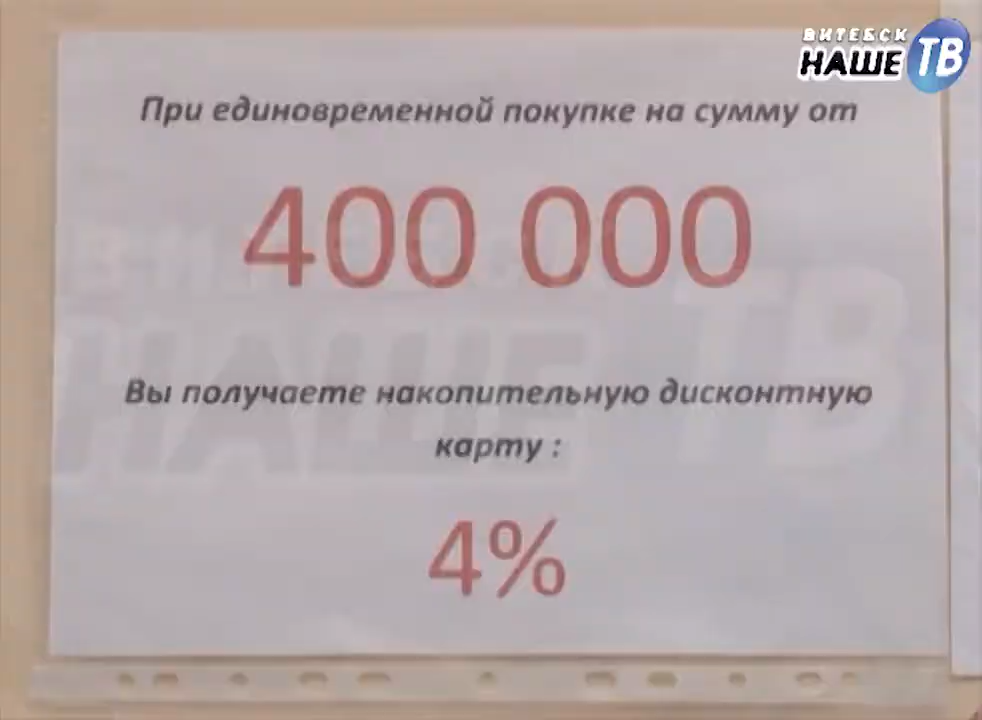 ВИТЕБСК
НАШЕ ТВ
При единовременной покупке на сумму от
400 000
Вы получаете накопительную дисконтную
карту :
4%